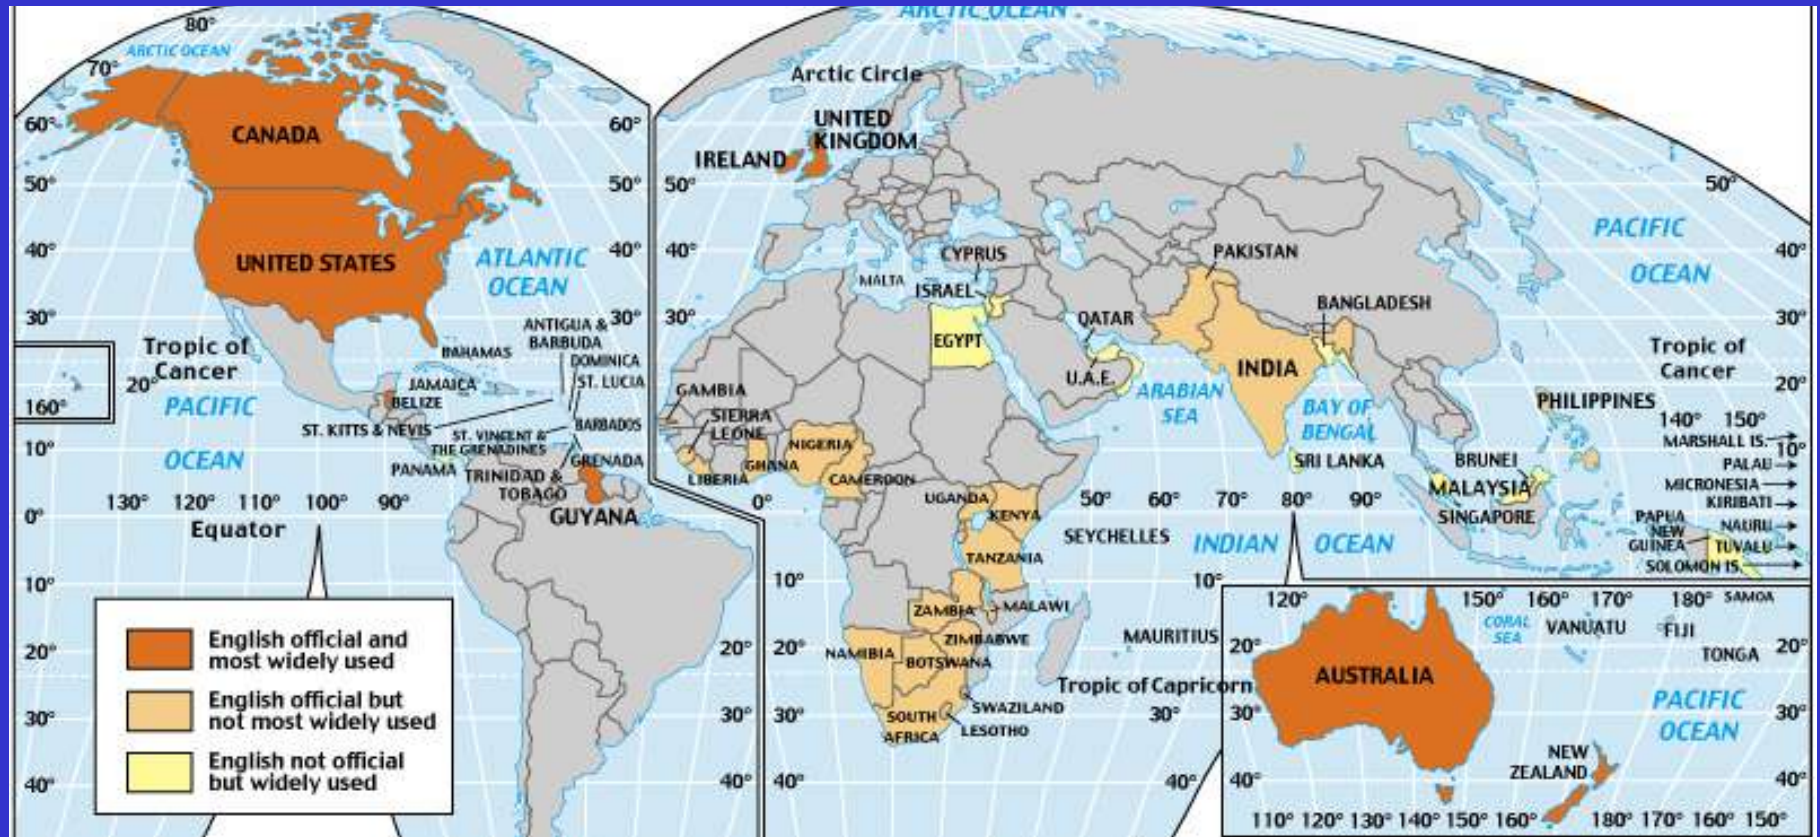 ARCTIC OCEAN
80°
ARCTIC OCEAN
70°
Arctic Circle
60°
CANADA
60°
UNITED
KINGDOM
IRELAND
50°
50°
50°
50°
PACIFIC
OCEAN
40°
UNITED STATES
ATLANTIC
OCEAN
40°
40°
CYPRUS
PAKISTAN
40°
MALTA
ISRAEL
BANGLADESH
30°
ANTIGUA &
BARBUDA
30°
30°
QATAR
30°
EGYPT
Tropic of
Cancer
BAHAMAS
DOMINICA
ST. LUCIA
INDIA
Tropic of
Cancer
U.A.E.
ARABIAN
SEA
160°
20°
JAMAICA
BELIZE
GAMBIA
20°
PACIFIC
OCEAN
ST. KITTS & NEVIS
BARBADOS
SIERRA
LEONE
BAY OF
BENGAL
PHILIPPINES
140° 150°
ST. VINCENT &
THE GRENADINES
NIGERIA
MARSHALL IS.
10°
10°
PANAMA
GRENADA
GHANA
SRI LANKA
BRUNEI
PALAU
TRINIDAD &
TOBAGO
LIBERIA
CAMEROON
MALAYSIA
MICRONESIA
130° 120° 110° 100° 90°
0°
UGANDA
50° 60° 70° 80° 90°
KIRIBATI
0°
Equator
GUYANA
KENYA
SINGAPORE
PAPUA
NEW
GUINEA
NAURU
SEYCHELLES
INDIAN OCEAN
TUVALU
TANZANIA
SOLOMON IS.
10°
10°
10°
120°
150° 160° 170° 180°
SAMOA
ZAMBIA
MALAWI
CORAL
SEA
VANUATU
FIJI
English official and
most widely used
20°
20°
20°
ZIMBABWE
MAURITIUS
20°
20°
TONGA
NAMIBIA
BOTSWANA
AUSTRALIA
Tropic of Capricorn
PACIFIC
OCEAN
English official but
not most widely used
30°
30°
30°
SOUTH
AFRICA
SWAZILAND
LESOTHO
30°
30°
30°
English not official
but widely used
NEW
ZEALAND
40°
40°
40°
40°
40°
40°
110° 120° 130° 140° 150° 160° 180° 170° 160° 150°